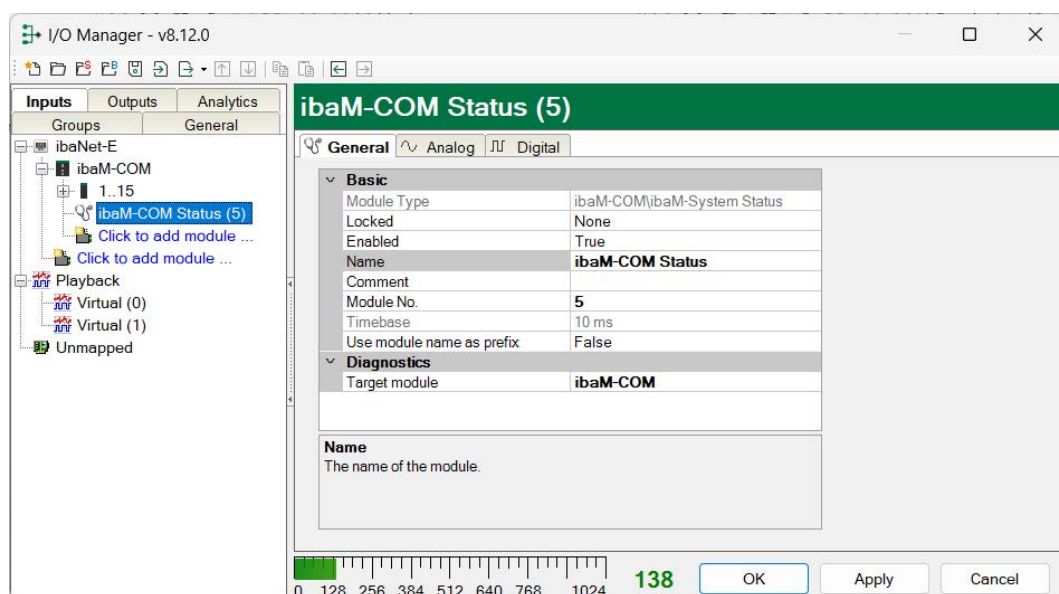 I/O Manager - v8.12.0
Inputs Outputs Analytics
Groups General
ibaNet-E
ibaM-COM
1..15
ibaM-COM Status (5)
Click to add module ...
Click to add module ...
Playback
Virtual (0)
Virtual (1)
Unmapped
ibaM-COM Status (5)
General Analog Digital
Basic
Module Type ibaM-COM\ibaM-System Status
Locked None
Enabled True
Name ibaM-COM Status
Comment
Module No. 5
Timebase 10 ms
Use module name as prefix False
Diagnostics
Target module ibaM-COM
Name
The name of the module.
0 128 256 384 512 640 768 1024
138 OK Apply Cancel